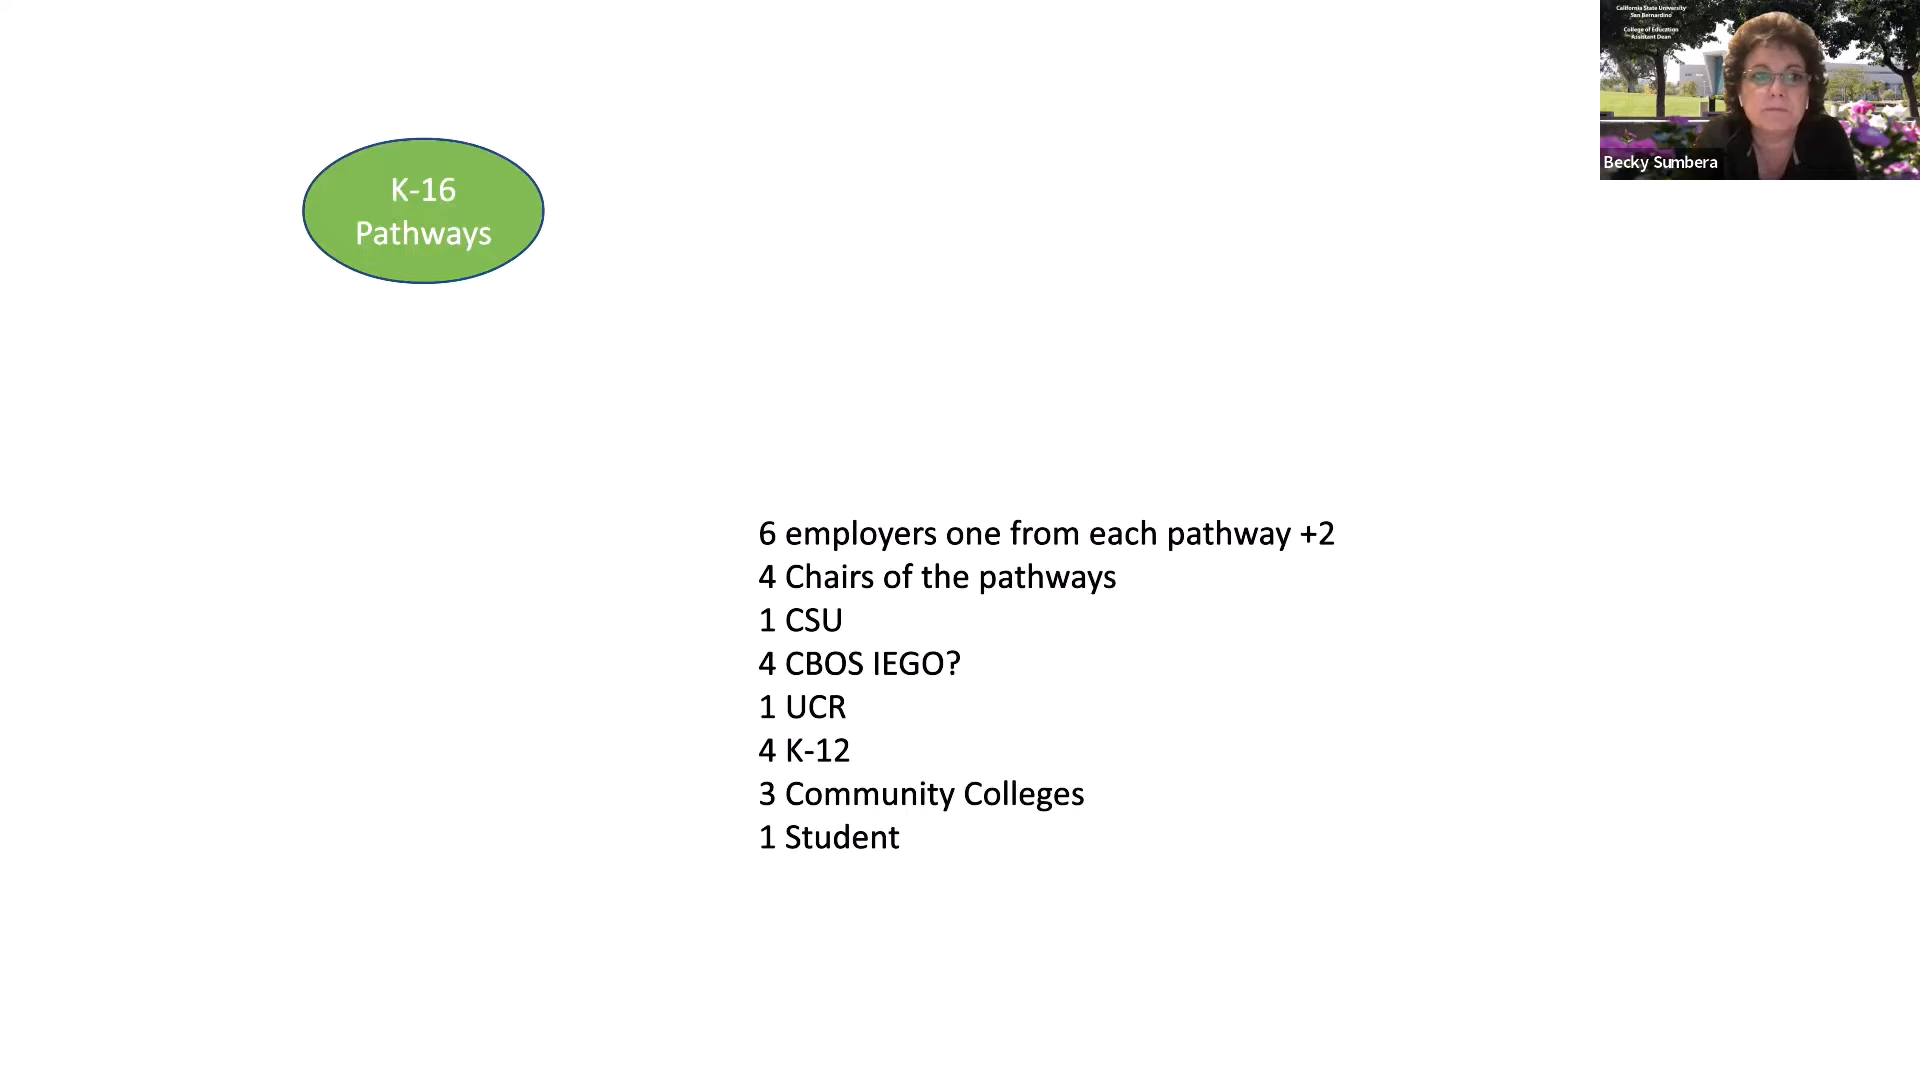 California State University
San Bernardino
College of Education
Assistant Dean
K-16
Pathways
Becky Sumbera
6 employers one from each pathway +2
4 Chairs of the pathways
1 CSU
4 CBOS IEGO?
1 UCR
4 K-12
3 Community Colleges
1 Student